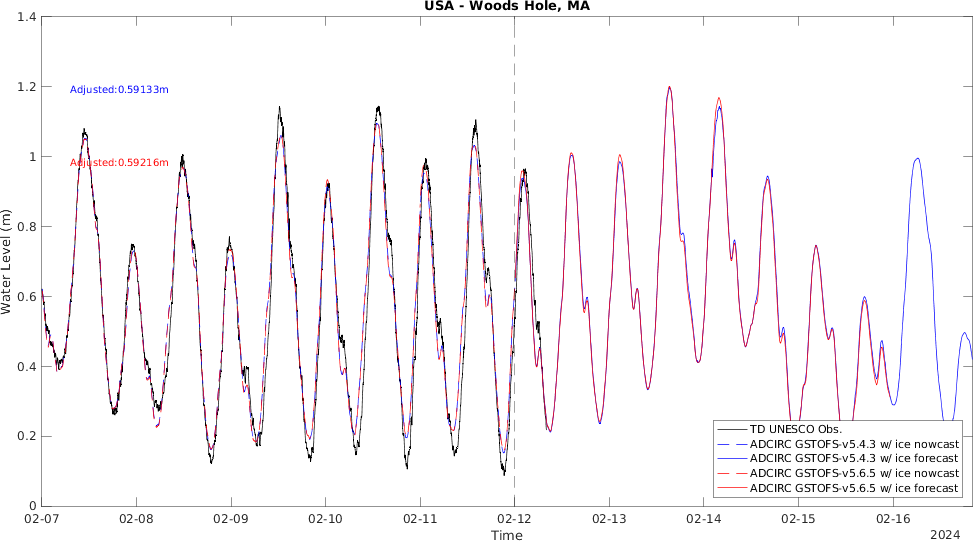 USA - Woods Hole, MA
1.4
1.2
1
0.8
0.6
0.4
0.2
0
Water Level (m)
Adjusted:0.59133m
Adjusted:0.59216m
TD UNESCO Obs.
ADCIRC GSTOFS-v5.4.3 w/ ice nowcast
ADCIRC GSTOFS-v5.4.3 w/ ice forecast
ADCIRC GSTOFS-v5.6.5 w/ ice nowcast
ADCIRC GSTOFS-v5.6.5 w/ ice forecast
02-07 02-08 02-09 02-10 02-11 02-12 02-13 02-14 02-15 02-16
Time
2024